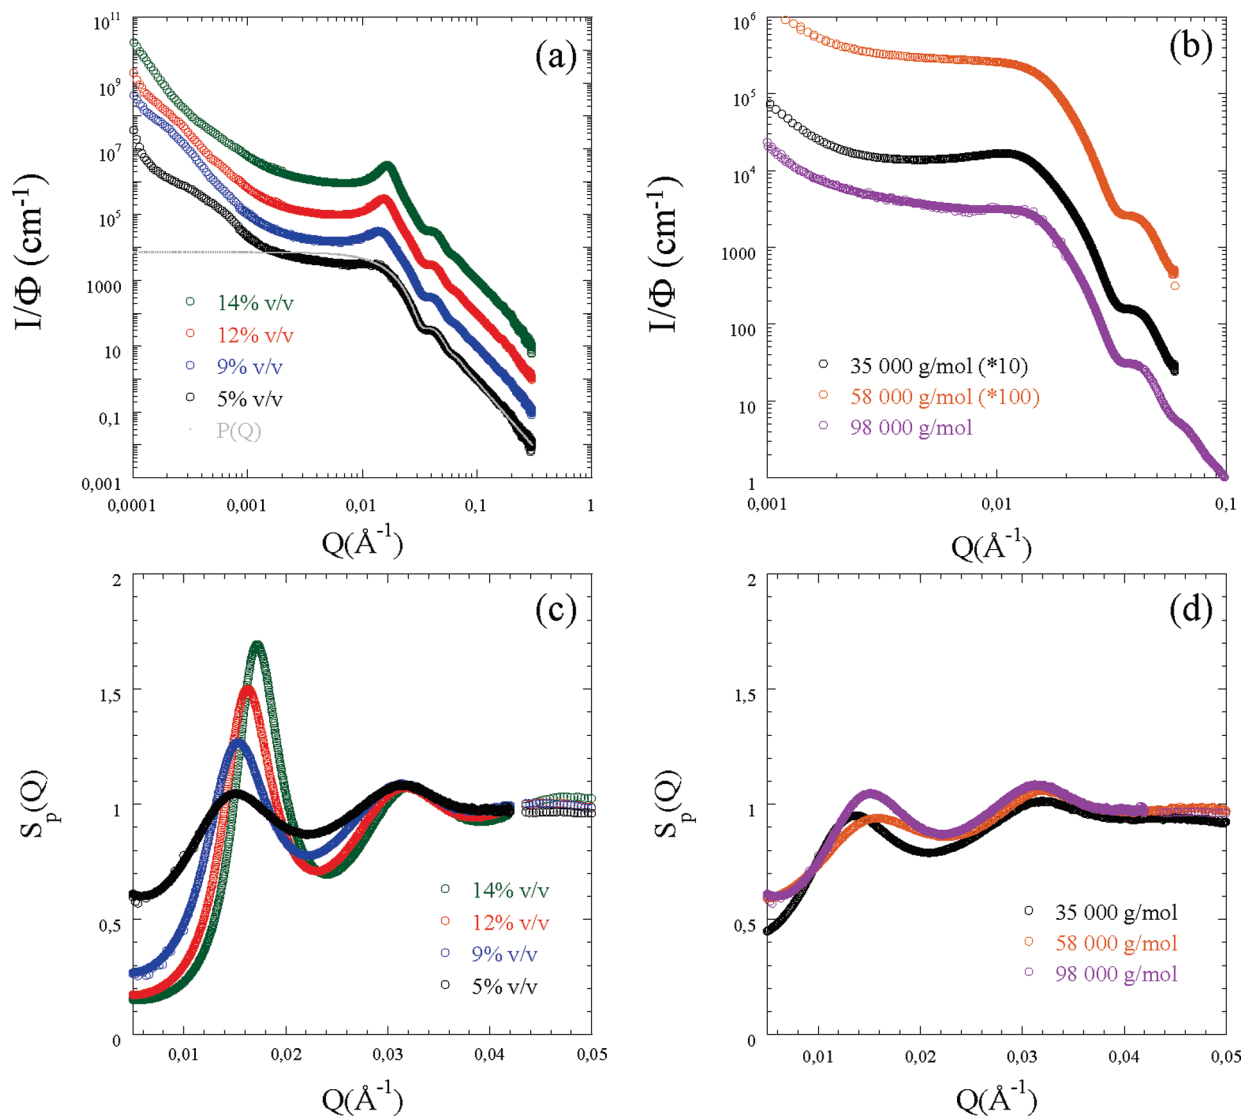 (a)
I/Φ (cm⁻¹)
10¹¹
10⁹
10⁷
10⁵
1000
10
0,1
0,001
14% v/v
12% v/v
9% v/v
5% v/v
P(Q)
0,0001 0,001 0,01 0,1 1
Q(Å⁻¹)
(b)
I/Φ (cm⁻¹)
10⁶
10⁵
10⁴
1000
100
10
1
35 000 g/mol (*10)
58 000 g/mol (*100)
98 000 g/mol
0,001 0,01 0,1
Q(Å⁻¹)
(c)
Sₚ(Q)
2
1,5
1
0,5
0
14% v/v
12% v/v
9% v/v
5% v/v
0,01 0,02 0,03 0,04 0,05
Q(Å⁻¹)
(d)
Sₚ(Q)
2
1,5
1
0,5
0
35 000 g/mol
58 000 g/mol
98 000 g/mol
0,01 0,02 0,03 0,04 0,05
Q(Å⁻¹)